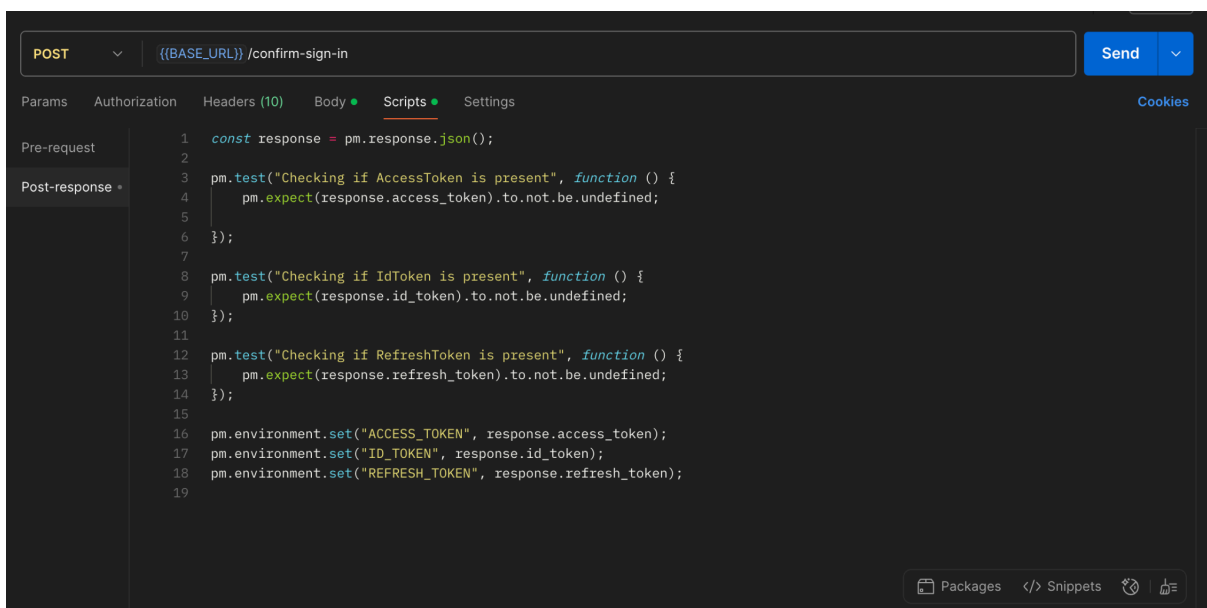 POST {{BASE_URL}} /confirm-sign-in Send
Params Authorization Headers (10) Body Scripts Settings Cookies
Pre-request
Post-response
1 const response = pm.response.json();
2
3 pm.test("Checking if AccessToken is present", function () {
4 pm.expect(response.access_token).to.not.be.undefined;
5
6 });
7
8 pm.test("Checking if IdToken is present", function () {
9 pm.expect(response.id_token).to.not.be.undefined;
10 });
11
12 pm.test("Checking if RefreshToken is present", function () {
13 pm.expect(response.refresh_token).to.not.be.undefined;
14 });
15
16 pm.environment.set("ACCESS_TOKEN", response.access_token);
17 pm.environment.set("ID_TOKEN", response.id_token);
18 pm.environment.set("REFRESH_TOKEN", response.refresh_token);
19
Packages </> Snippets